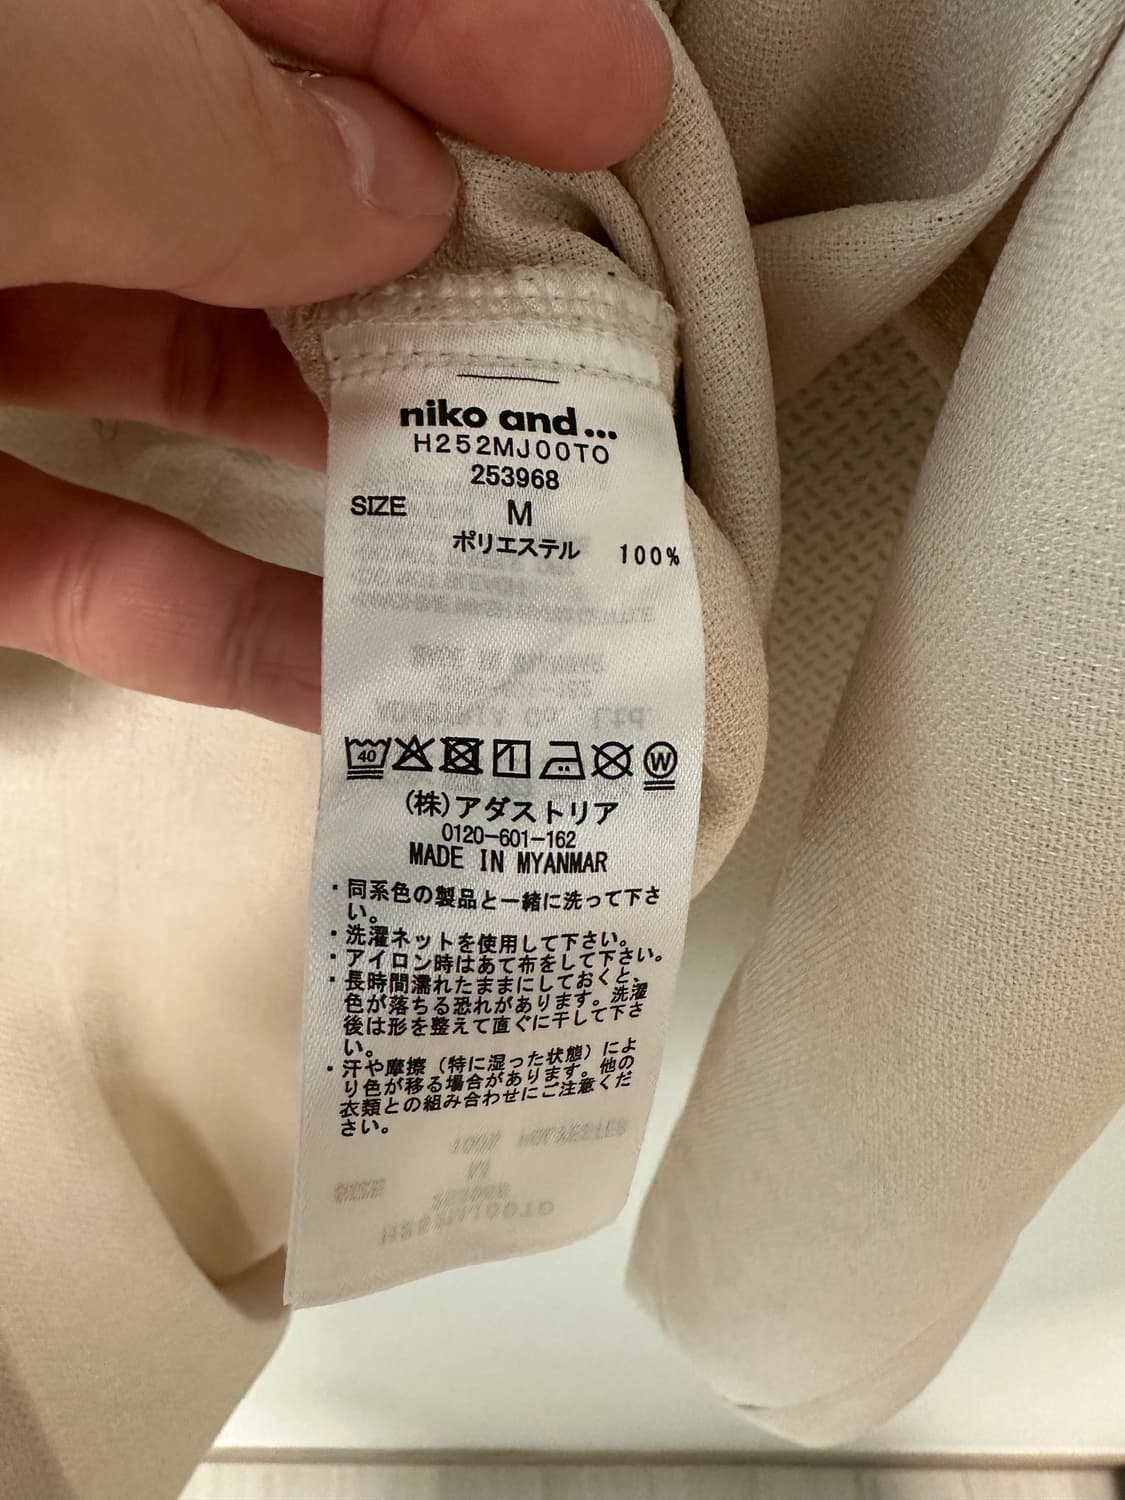 niko and...
H252MJ00TO
253968
SIZE M
ポリエステル 100%
40
W
(株)アダストリア
0120-601-162
MADE IN MYANMAR
・同系色の製品と一緒に洗って下さ
い。
・洗濯ネットを使用して下さい。
・アイロン時はあて布をして下さい。
・長時間濡れたままにしておくと、
色が落ちる恐れがあります。洗濯
後は形を整えて直ぐに干して下さ
い。
・汗や摩擦（特に湿った状態）によ
り色が移る場合があります。他の
衣類との組み合わせにご注意くだ
さい。